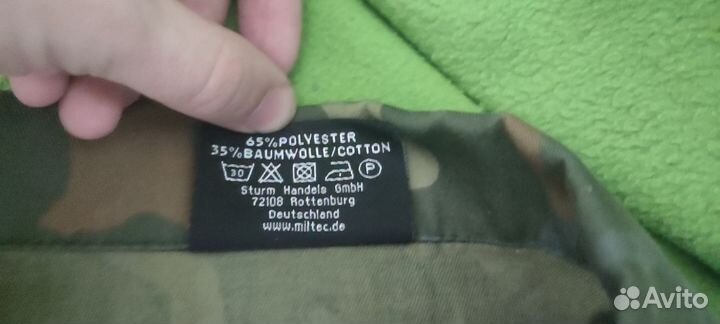 65%POLYESTER
35%BAUMWOLLE/COTTON
30 P
Sturm Handels GmbH
72108 Rottenburg
Deutschland
www.miltec.de
Avito